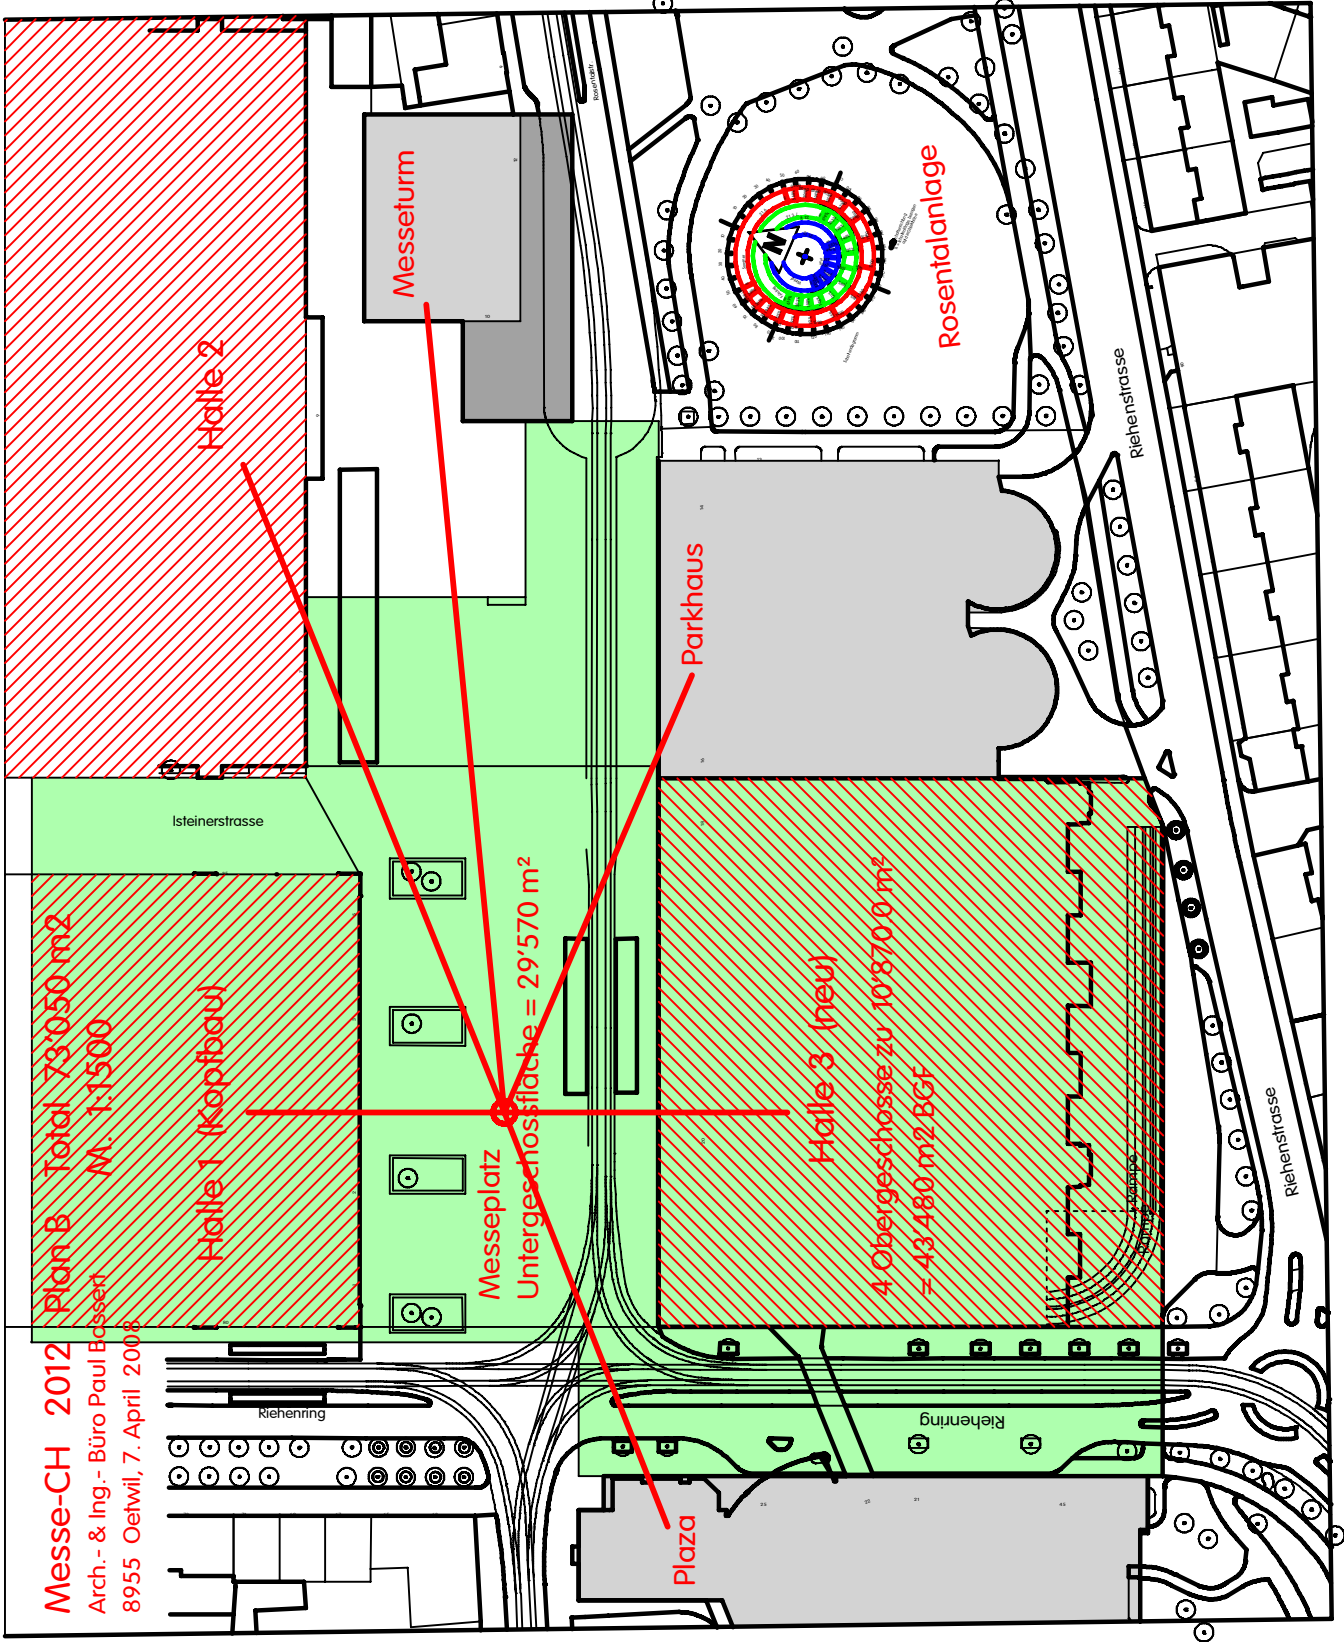 Messe-CH 2012 Plan B Total 73'050 m2
M. 1:1500
Arch.- & Ing.- Büro Paul Bossert
8955 Oetwil, 7. April 2008
Halle 1 (Kopfbau)
Halle 2
Isteinerstrasse
Riehenring
Messeturm
Messeplatz
Untergeschossfläche = 29'570 m²
Rosentalstr
Parkhaus
Plaza
Halle 3 (neu)
4 Obergeschosse zu 10'870 0 m²
= 43'480 m2 BGF
Rosentalanlage
N
Riehenring
Rampe
Rampe
Riehenstrasse
Riehenstrasse